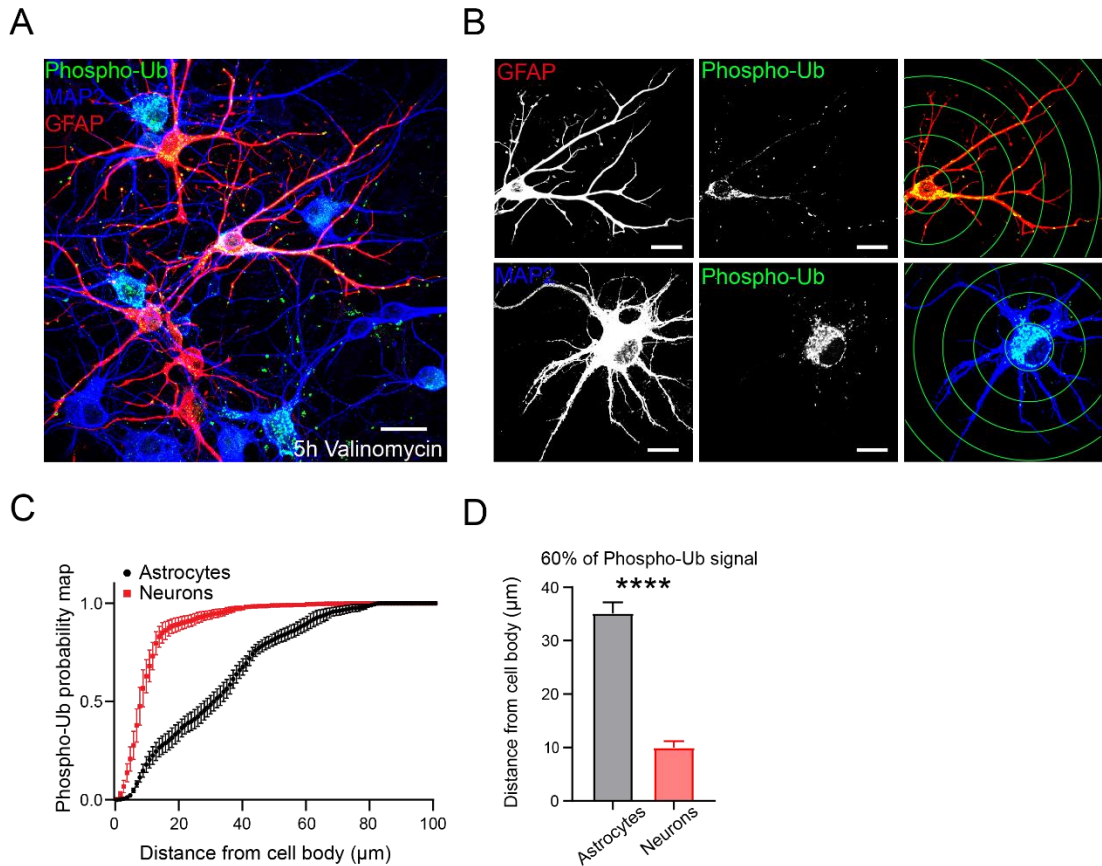 A
Phospho-Ub
MAP2
GFAP
5h Valinomycin
B
GFAP
Phospho-Ub
MAP2
Phospho-Ub
C
Astrocytes
Neurons
Phospho-Ub probability map
1.0
0.5
0.0
0 20 40 60 80 100
Distance from cell body (µm)
D
60% of Phospho-Ub signal
****
Distance from cell body (µm)
40
30
20
10
0
Astrocytes
Neurons